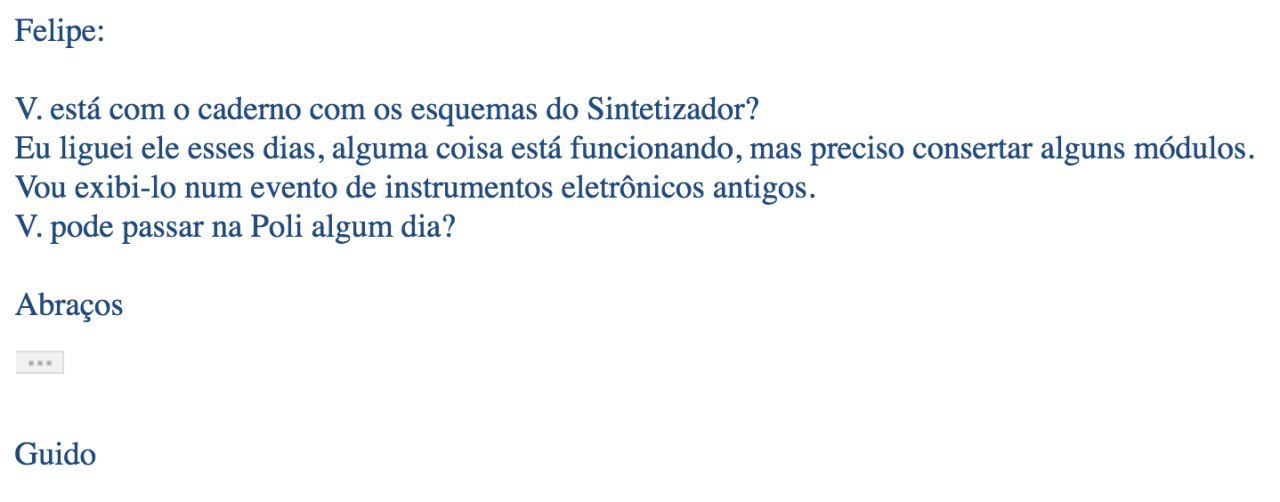 Felipe:
V. está com o caderno com os esquemas do Sintetizador?
Eu liguei ele esses dias, alguma coisa está funcionando, mas preciso consertar alguns módulos.
Vou exibi-lo num evento de instrumentos eletrônicos antigos.
V. pode passar na Poli algum dia?
Abraços
Guido